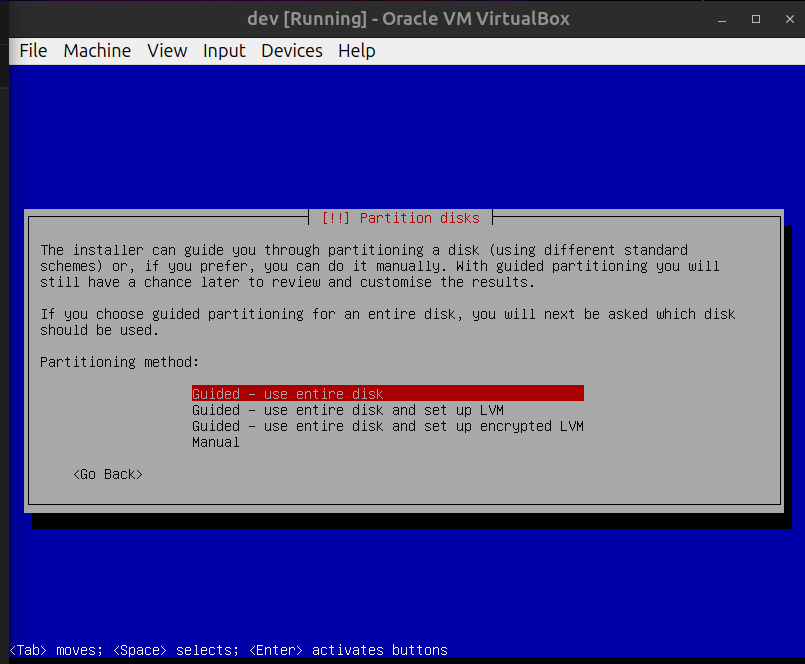 dev [Running] - Oracle VM VirtualBox
File Machine View Input Devices Help
[!!] Partition disks
The installer can guide you through partitioning a disk (using different standard
schemes) or, if you prefer, you can do it manually. With guided partitioning you will
still have a chance later to review and customise the results.
If you choose guided partitioning for an entire disk, you will next be asked which disk
should be used.
Partitioning method:
Guided - use entire disk
Guided - use entire disk and set up LVM
Guided - use entire disk and set up encrypted LVM
Manual
<Go Back>
<Tab> moves; <Space> selects; <Enter> activates buttons